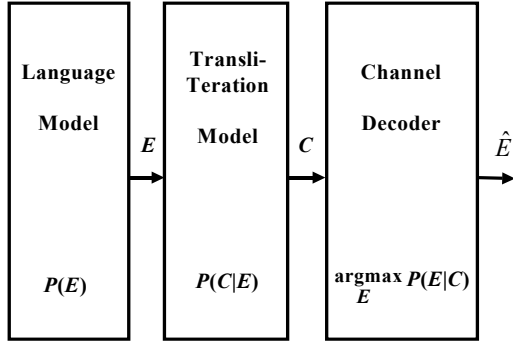 Language
Model
P(E)
E
Transli-
Teration
Model
P(C|E)
C
Channel
Decoder
argmax P(E|C)
E
Ê